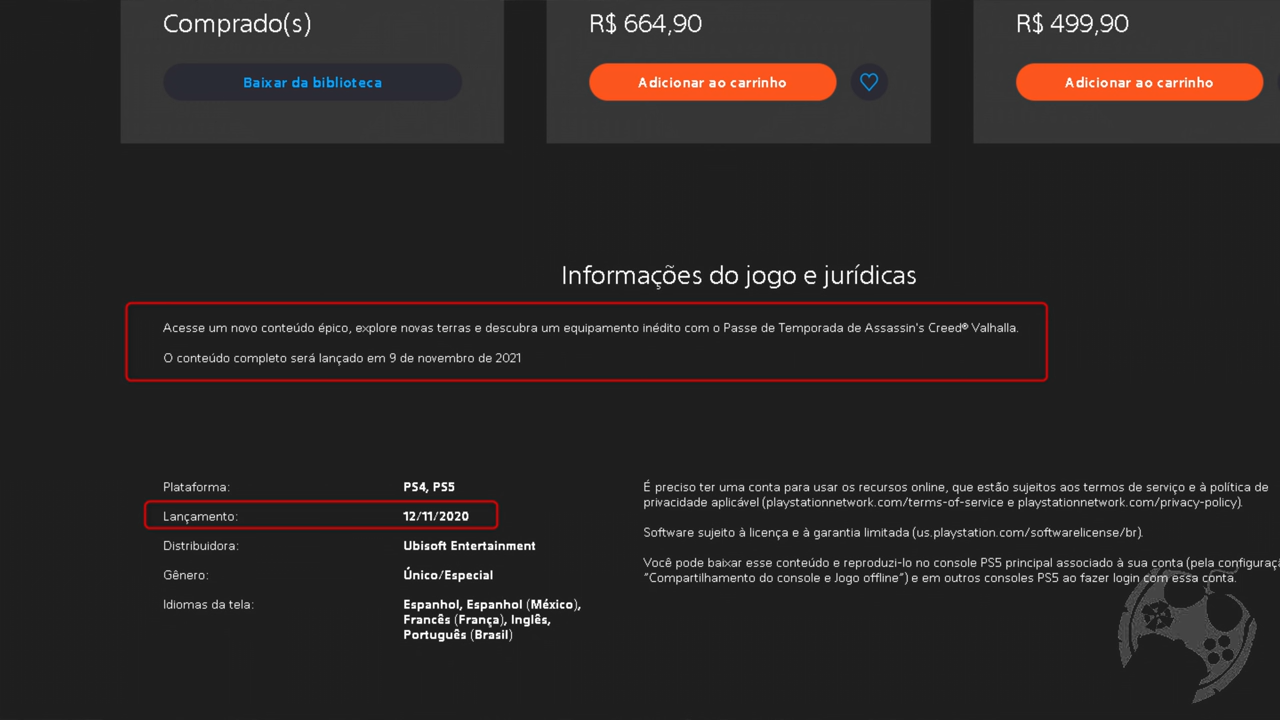 Comprado(s)
R$ 664,90
R$ 499,90
Baixar da biblioteca
Adicionar ao carrinho
Adicionar ao carrinho
Informações do jogo e jurídicas
Acesse um novo conteúdo épico, explore novas terras e descubra um equipamento inédito com o Passe de Temporada de Assassin's Creed® Valhalla.
O conteúdo completo será lançado em 9 de novembro de 2021
Plataforma: PS4, PS5
Lançamento: 12/11/2020
Distribuidora: Ubisoft Entertainment
Gênero: Único/Especial
Idiomas da tela: Espanhol, Espanhol (México),
Francês (França), Inglês,
Português (Brasil)
É preciso ter uma conta para usar os recursos online, que estão sujeitos aos termos de serviço e à política de
privacidade aplicável (playstationnetwork.com/terms-of-service e playstationnetwork.com/privacy-policy).
Software sujeito à licença e à garantia limitada (us.playstation.com/softwarelicense/br).
Você pode baixar esse conteúdo e reproduzi-lo no console PS5 principal associado à sua conta (pela configuraçã
“Compartilhamento do console e Jogo offline”) e em outros consoles PS5 ao fazer login com essa conta.